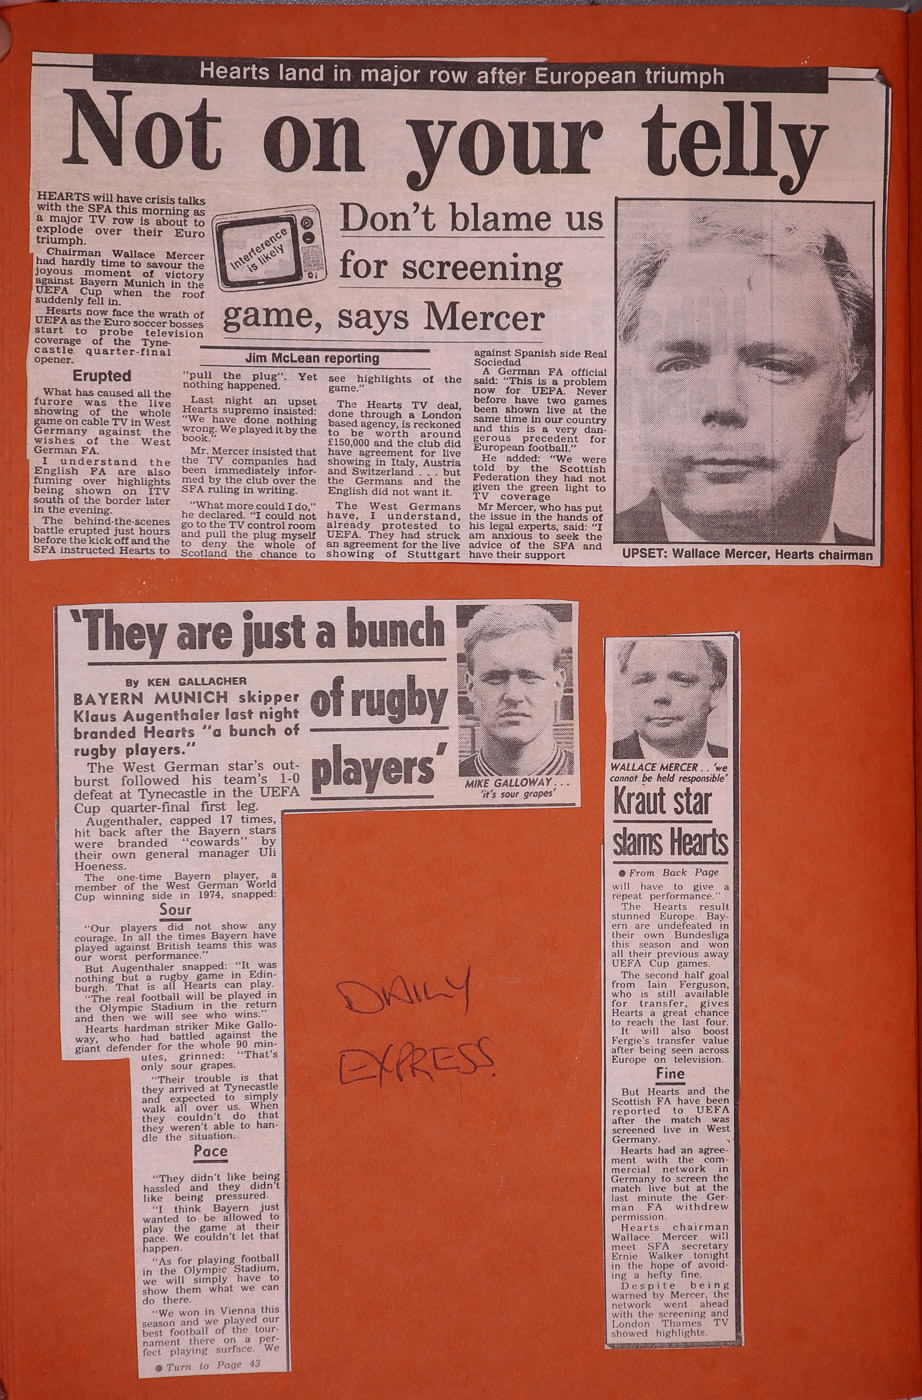 Hearts land in major row after European triumph
Not on your telly
HEARTS will have crisis talks
with the SFA this morning as
a major TV row is about to
explode over their Euro
triumph.
Chairman Wallace Mercer
had hardly time to savour the
joyous moment of victory
against Bayern Munich in the
UEFA Cup when the roof
suddenly fell in.
Hearts now face the wrath of
UEFA as the Euro soccer bosses
start to probe television
coverage of the Tyne-
castle quarter-final
opener.
Erupted
What has caused all the
furore was the live
showing of the whole
game on cable TV in West
Germany against the
wishes of the West
German FA.
I understand the
English FA are also
fuming over highlights
being shown on ITV
south of the border later
in the evening.
The behind-the-scenes
battle erupted just hours
before the kick off and the
SFA instructed Hearts to
Interference
is likely
Don't blame us
for screening
game, says Mercer
Jim McLean reporting
"pull the plug". Yet
nothing happened.
Last night an upset
Hearts supremo insisted:
"We have done nothing
wrong. We played it by the
book."
Mr. Mercer insisted that
the TV companies had
been immediately infor-
med by the club over the
SFA ruling in writing.
"What more could I do,"
he declared. "I could not
go to the TV control room
and pull the plug myself
to deny the whole of
Scotland the chance to
see highlights of the
game."
The Hearts TV deal,
done through a London
based agency, is reckoned
to be worth around
£150,000 and the club did
have agreement for live
showing in Italy, Austria
and Switzerland . . . but
the Germans and the
English did not want it.
The West Germans
have, I understand,
already protested to
UEFA. They had struck
an agreement for the live
showing of Stuttgart
against Spanish side Real
Sociedad
A German FA official
said: "This is a problem
now for UEFA. Never
before have two games
been shown live at the
same time in our country
and this is a very dan-
gerous precedent for
European football."
He added: "We were
told by the Scottish
Federation they had not
given the green light to
TV coverage
Mr Mercer, who has put
the issue in the hands of
his legal experts, said: "I
am anxious to seek the
advice of the SFA and
have their support
UPSET: Wallace Mercer, Hearts chairman
'They are just a bunch
of rugby
players'
By KEN GALLACHER
BAYERN MUNICH skipper
Klaus Augenthaler last night
branded Hearts "a bunch of
rugby players."
The West German star's out-
burst followed his team's 1-0
defeat at Tynecastle in the UEFA
Cup quarter-final first leg.
Augenthaler, capped 17 times,
hit back after the Bayern stars
were branded "cowards" by
their own general manager Uli
Hoeness.
The one-time Bayern player, a
member of the West German World
Cup winning side in 1974, snapped:
Sour
"Our players did not show any
courage. In all the times Bayern have
played against British teams this was
our worst performance."
But Augenthaler snapped: "It was
nothing but a rugby game in Edin-
burgh. That is all Hearts can play.
"The real football will be played in
the Olympic Stadium in the return
and then we will see who wins."
Hearts hardman striker Mike Gallo-
way, who had battled against the
giant defender for the whole 90 min-
utes, grinned: "That's
only sour grapes.
"Their trouble is that
they arrived at Tynecastle
and expected to simply
walk all over us. When
they couldn't do that
they weren't able to han-
dle the situation.
Pace
"They didn't like being
hassled and they didn't
like being pressured.
"I think Bayern just
wanted to be allowed to
play the game at their
pace. We couldn't let that
happen.
"As for playing football
in the Olympic Stadium,
we will simply have to
show them what we can
do there.
"We won in Vienna this
season and we played our
best football of the tour-
nament there on a per-
fect playing surface. We
● Turn to Page 43
MIKE GALLOWAY . . .
'it's sour grapes'
DAILY
EXPRESS
WALLACE MERCER . . . 'we
cannot be held responsible'
Kraut star
slams Hearts
● From Back Page
will have to give a
repeat performance."
The Hearts result
stunned Europe. Bay-
ern are undefeated in
their own Bundesliga
this season and won
all their previous away
UEFA Cup games.
The second half goal
from Iain Ferguson,
who is still available
for transfer, gives
Hearts a great chance
to reach the last four.
It will also boost
Fergie's transfer value
after being seen across
Europe on television.
Fine
But Hearts and the
Scottish FA have been
reported to UEFA
after the match was
screened live in West
Germany.
Hearts had an agree-
ment with the com-
mercial network in
Germany to screen the
match live but at the
last minute the Ger-
man FA withdrew
permission.
Hearts chairman
Wallace Mercer will
meet SFA secretary
Ernie Walker tonight
in the hope of avoid-
ing a hefty fine.
Despite being
warned by Mercer, the
network went ahead
with the screening and
London Thames TV
showed highlights.